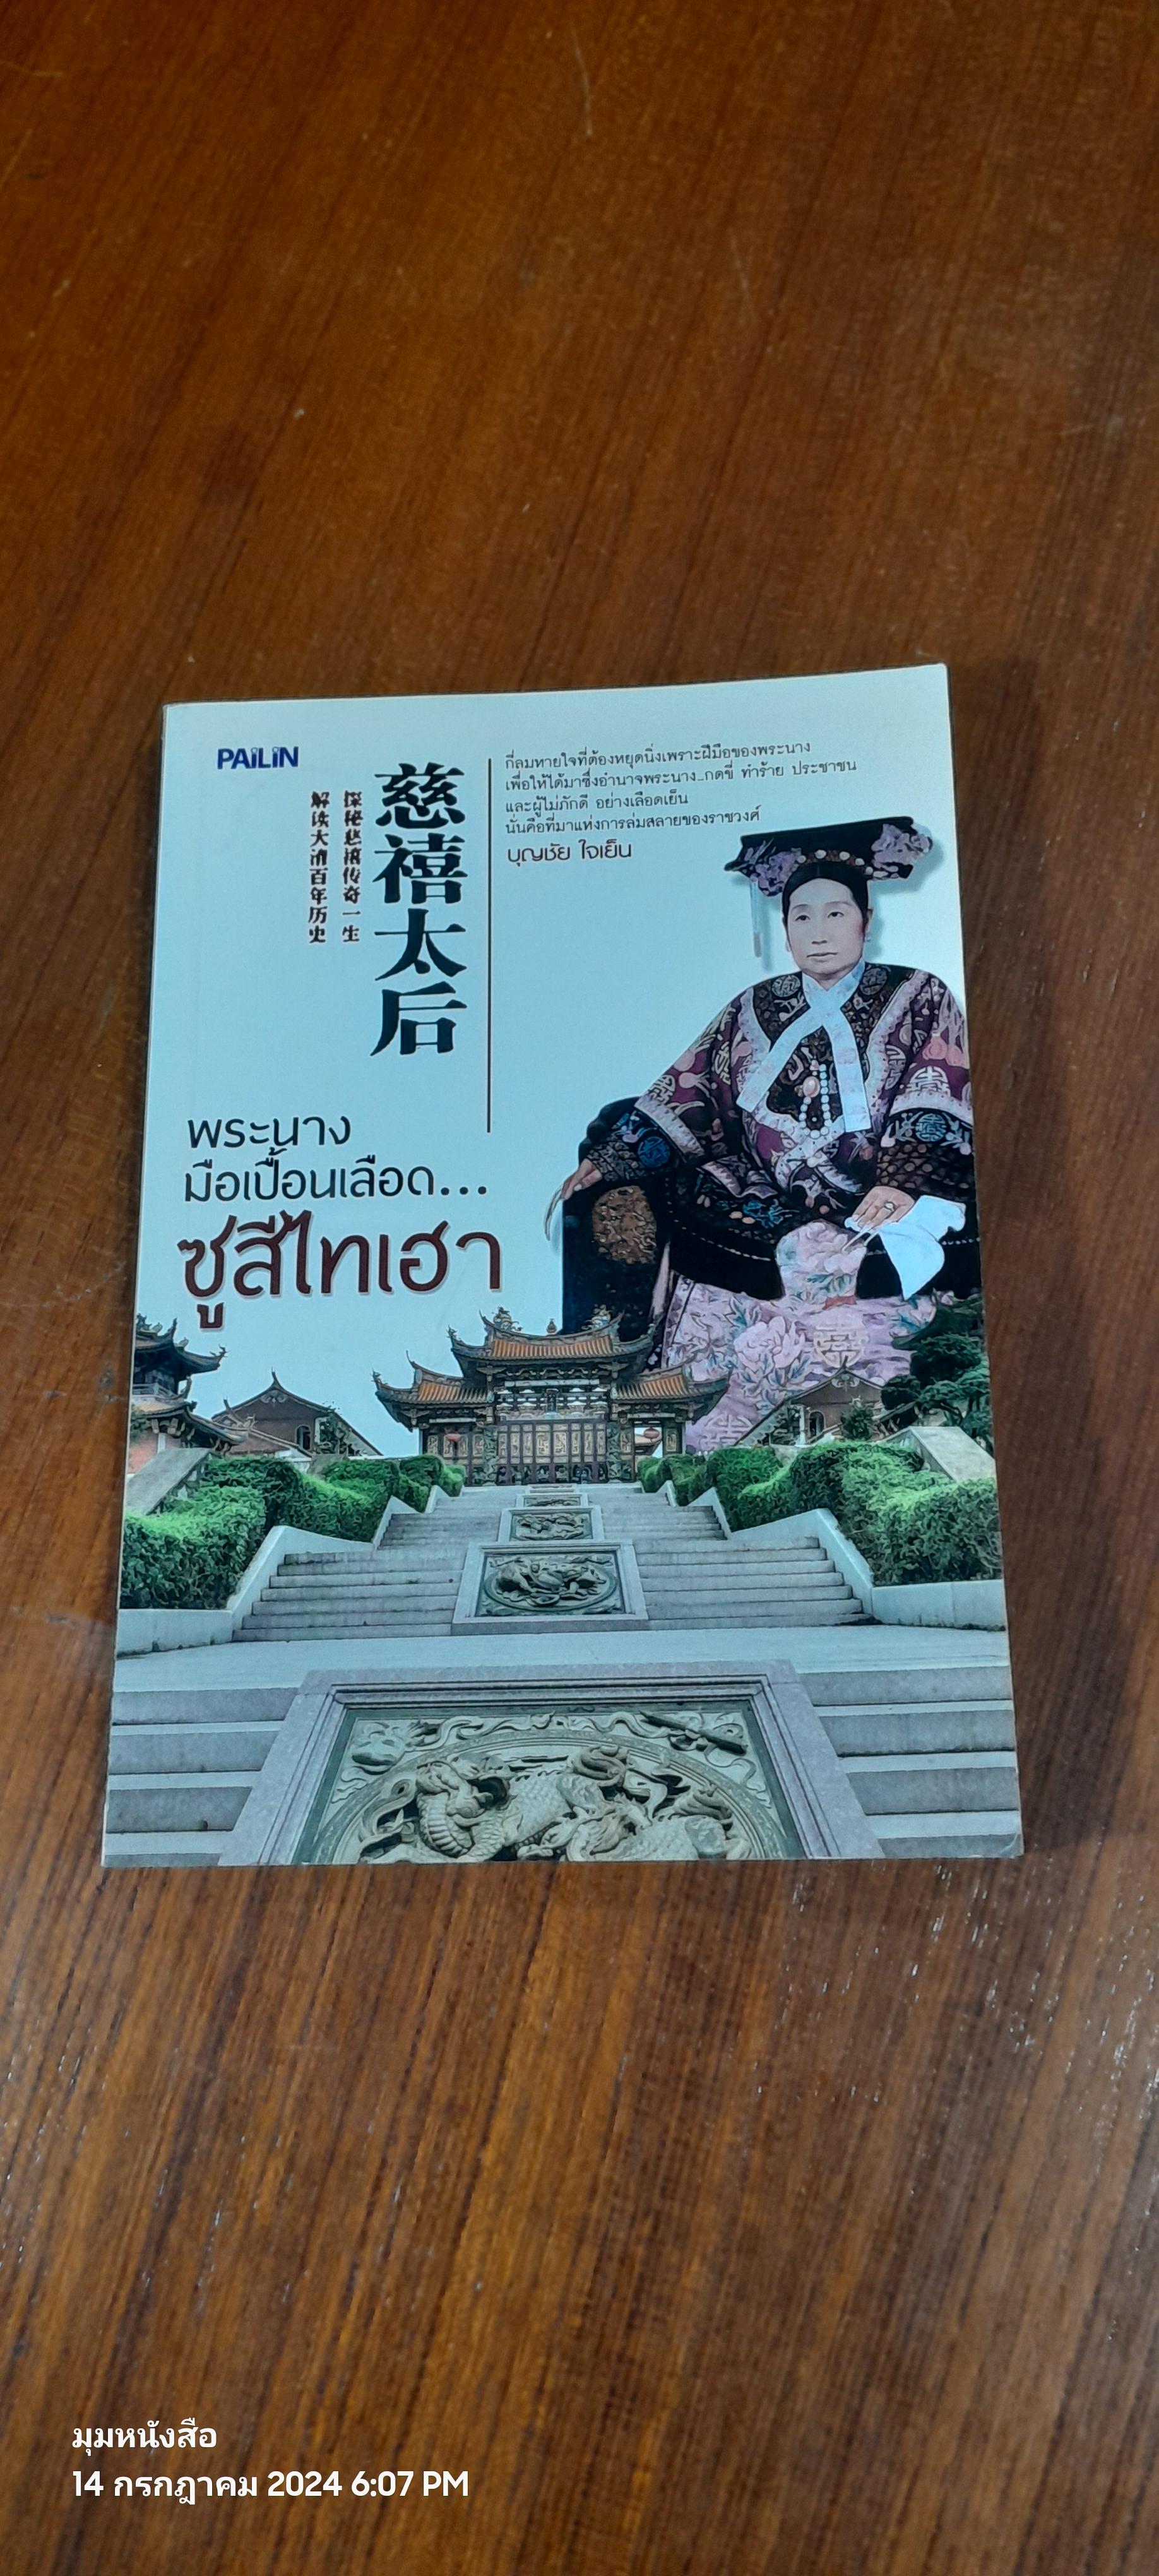 PAiLiN
慈禧太后
探秘慈禧传奇一生
解读大清百年历史
กี่ลมหายใจที่ต้องหยุดนิ่งเพราะฝีมือของพระนาง
เพื่อให้ได้มาซึ่งอำนาจพระนาง...กดขี่ ทำร้าย ประชาชน
และผู้ไม่ภักดี อย่างเลือดเย็น
นั่นคือที่มาแห่งการล่มสลายของราชวงศ์
บุญชัย ใจเย็น
พระนาง
มือเปื้อนเลือด...
ซูสีไทเฮา
มุมหนังสือ
14 กรกฎาคม 2024 6:07 PM